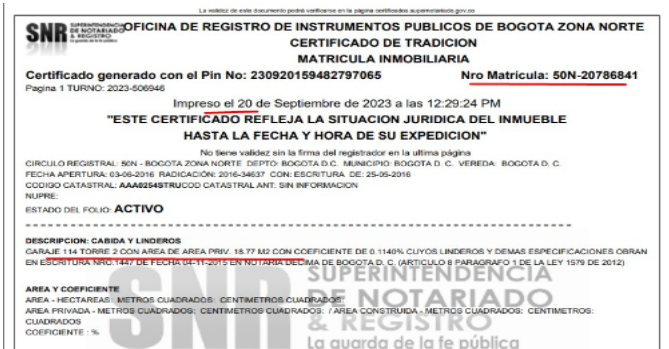 La validez de este documento podrá verificarse en la página certificados.supernotariado.gov.co
SNR SUPERINTENDENCIA DE NOTARIADO & REGISTRO La guarda de la fe pública
OFICINA DE REGISTRO DE INSTRUMENTOS PUBLICOS DE BOGOTA ZONA NORTE
CERTIFICADO DE TRADICION
MATRICULA INMOBILIARIA
Certificado generado con el Pin No: 230920159482797065 Nro Matrícula: 50N-20786841
Pagina 1 TURNO: 2023-506946
Impreso el 20 de Septiembre de 2023 a las 12:29:24 PM
"ESTE CERTIFICADO REFLEJA LA SITUACION JURIDICA DEL INMUEBLE
HASTA LA FECHA Y HORA DE SU EXPEDICION"
No tiene validez sin la firma del registrador en la ultima página
CIRCULO REGISTRAL: 50N - BOGOTA ZONA NORTE DEPTO: BOGOTA D.C. MUNICIPIO: BOGOTA D. C. VEREDA: BOGOTA D. C.
FECHA APERTURA: 03-06-2016 RADICACIÓN: 2016-34637 CON: ESCRITURA DE: 25-05-2016
CODIGO CATASTRAL: AAA0254STRUCOD CATASTRAL ANT: SIN INFORMACION
NUPRE:
ESTADO DEL FOLIO: ACTIVO
DESCRIPCION: CABIDA Y LINDEROS
GARAJE 114 TORRE 2 CON AREA DE AREA PRIV. 18.77 M2 CON COEFICIENTE DE 0.1140% CUYOS LINDEROS Y DEMAS ESPECIFICACIONES OBRAN
EN ESCRITURA NRO.1447 DE FECHA 04-11-2015 EN NOTARIA DECIMA DE BOGOTA D. C. (ARTICULO 8 PARAGRAFO 1 DE LA LEY 1579 DE 2012)
AREA Y COEFICIENTE
AREA - HECTAREAS: METROS CUADRADOS: CENTIMETROS CUADRADOS:
AREA PRIVADA - METROS CUADRADOS: CENTIMETROS CUADRADOS: / AREA CONSTRUIDA - METROS CUADRADOS: CENTIMETROS:
CUADRADOS
COEFICIENTE : %
SNR SUPERINTENDENCIA
DE NOTARIADO
& REGISTRO
La guarda de la fe pública